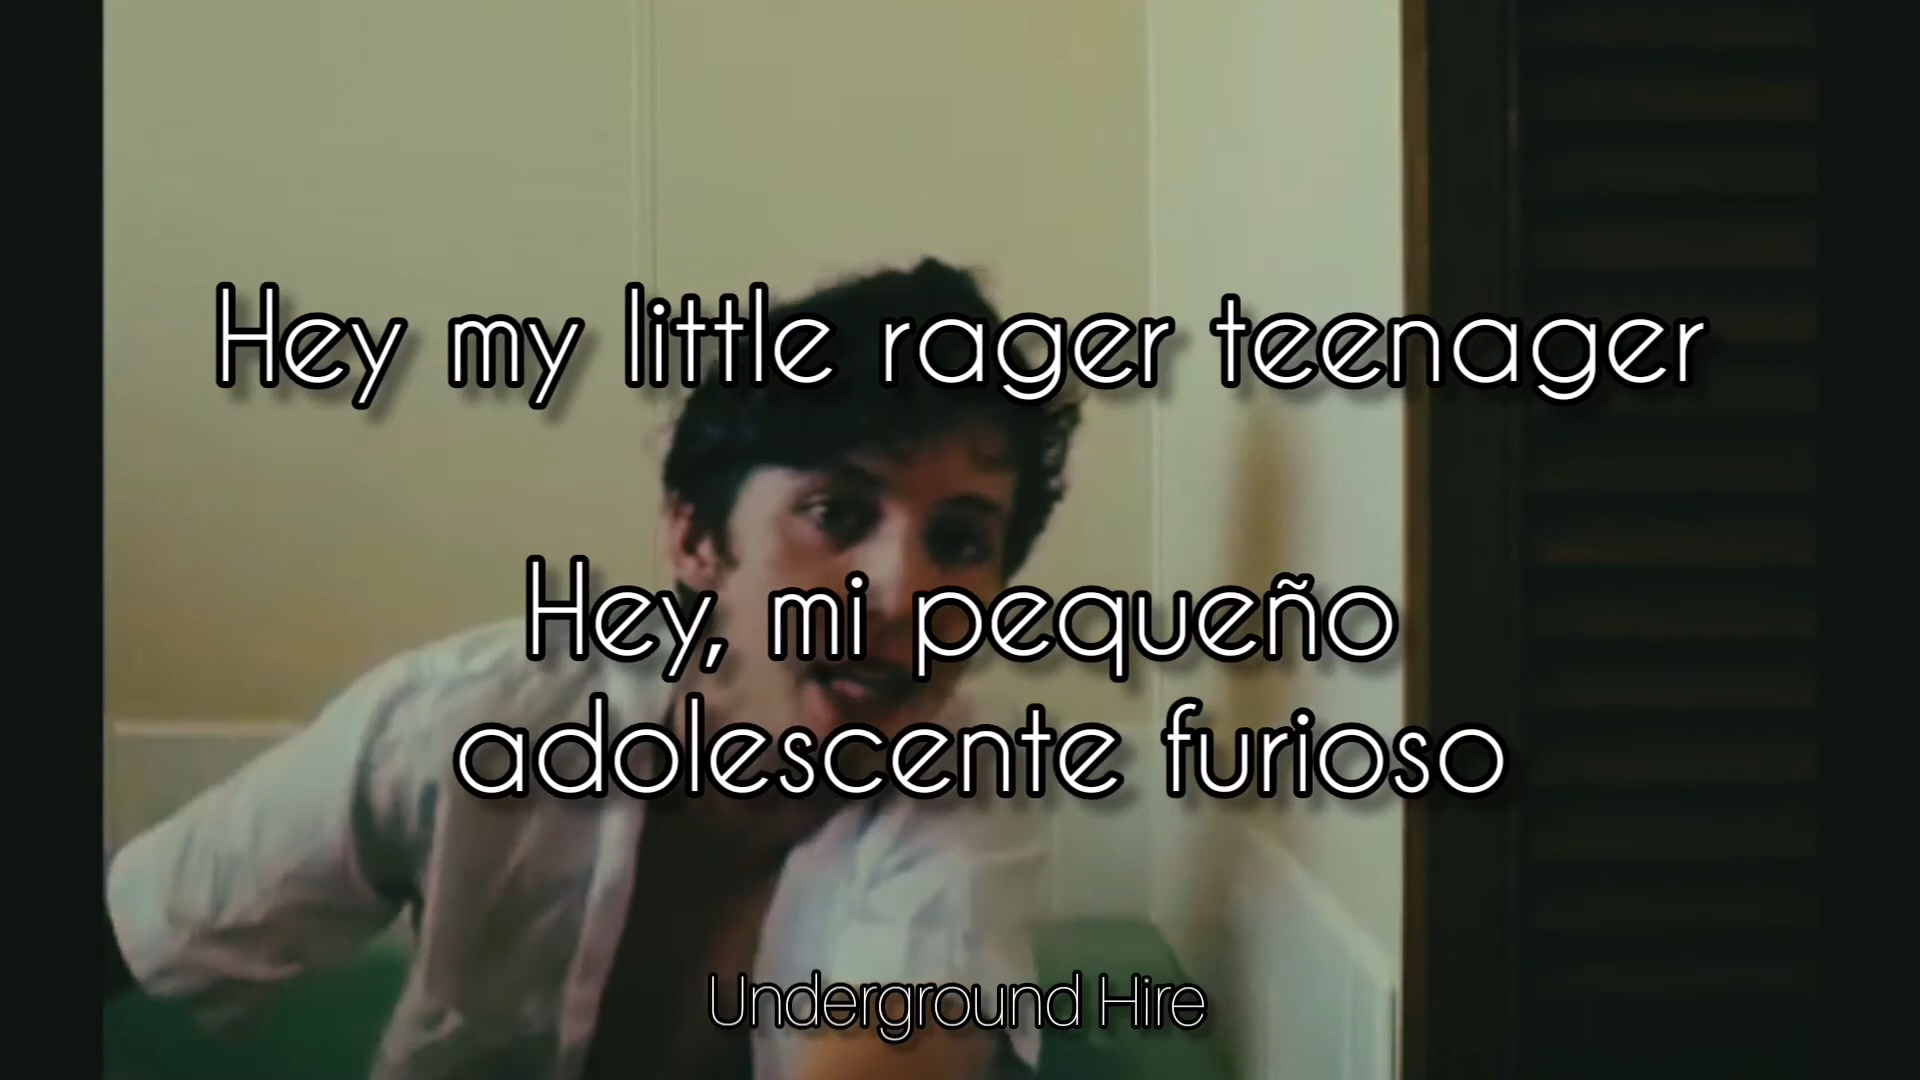 Hey my little rager teenager
Hey, mi pequeño
adolescente furioso
Underground Hire